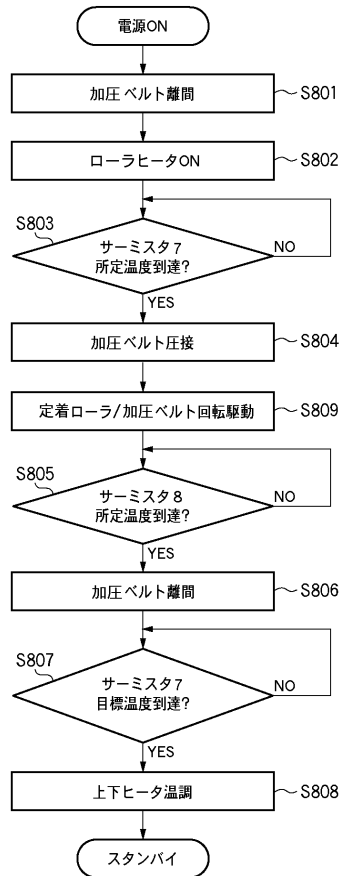 電源ON
加圧ベルト離間
S801
ローラヒータON
S802
S803
サーミスタ7
所定温度到達?
NO
YES
加圧ベルト圧接
S804
定着ローラ/加圧ベルト回転駆動
S809
S805
サーミスタ8
所定温度到達?
NO
YES
加圧ベルト離間
S806
S807
サーミスタ7
目標温度到達?
NO
YES
上下ヒータ温調
S808
スタンバイ